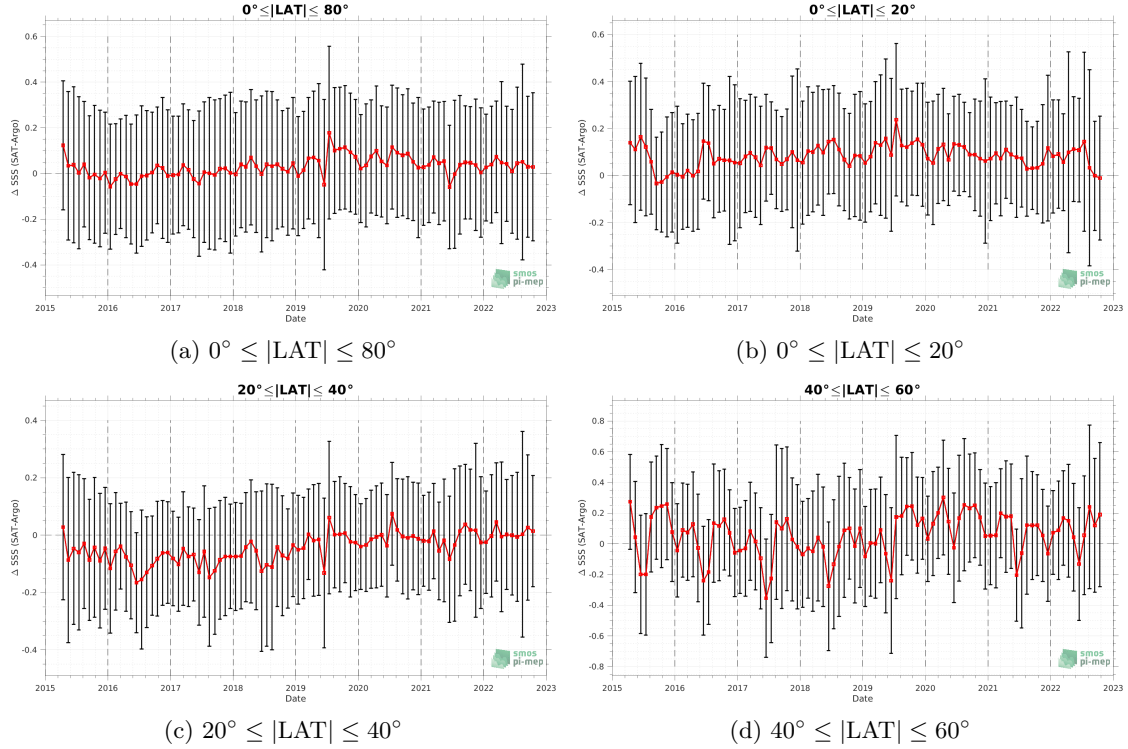 0°≤|LAT|≤ 80°
0.6
0.4
0.2
0
-0.2
-0.4
Δ SSS (SAT-Argo)
2015 2016 2017 2018 2019 2020 2021 2022 2023
Date
smos
pi-mep
(a) 0° ≤ |LAT| ≤ 80°
0°≤|LAT|≤ 20°
0.6
0.4
0.2
0
-0.2
-0.4
Δ SSS (SAT-Argo)
2015 2016 2017 2018 2019 2020 2021 2022 2023
Date
smos
pi-mep
(b) 0° ≤ |LAT| ≤ 20°
20°≤|LAT|≤ 40°
0.4
0.2
0
-0.2
-0.4
Δ SSS (SAT-Argo)
2015 2016 2017 2018 2019 2020 2021 2022 2023
Date
smos
pi-mep
(c) 20° ≤ |LAT| ≤ 40°
40°≤|LAT|≤ 60°
0.8
0.6
0.4
0.2
0
-0.2
-0.4
-0.6
-0.8
Δ SSS (SAT-Argo)
2015 2016 2017 2018 2019 2020 2021 2022 2023
Date
smos
pi-mep
(d) 40° ≤ |LAT| ≤ 60°